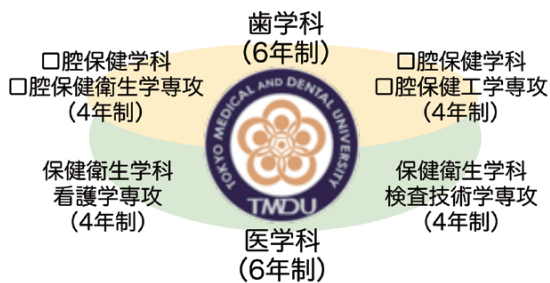 歯学科
(6年制)
口腔保健学科
口腔保健衛生学専攻
(4年制)
口腔保健学科
口腔保健工学専攻
(4年制)
TOKYO MEDICAL AND DENTAL UNIVERSITY
TMDU
保健衛生学科
看護学専攻
(4年制)
保健衛生学科
検査技術学専攻
(4年制)
医学科
(6年制)